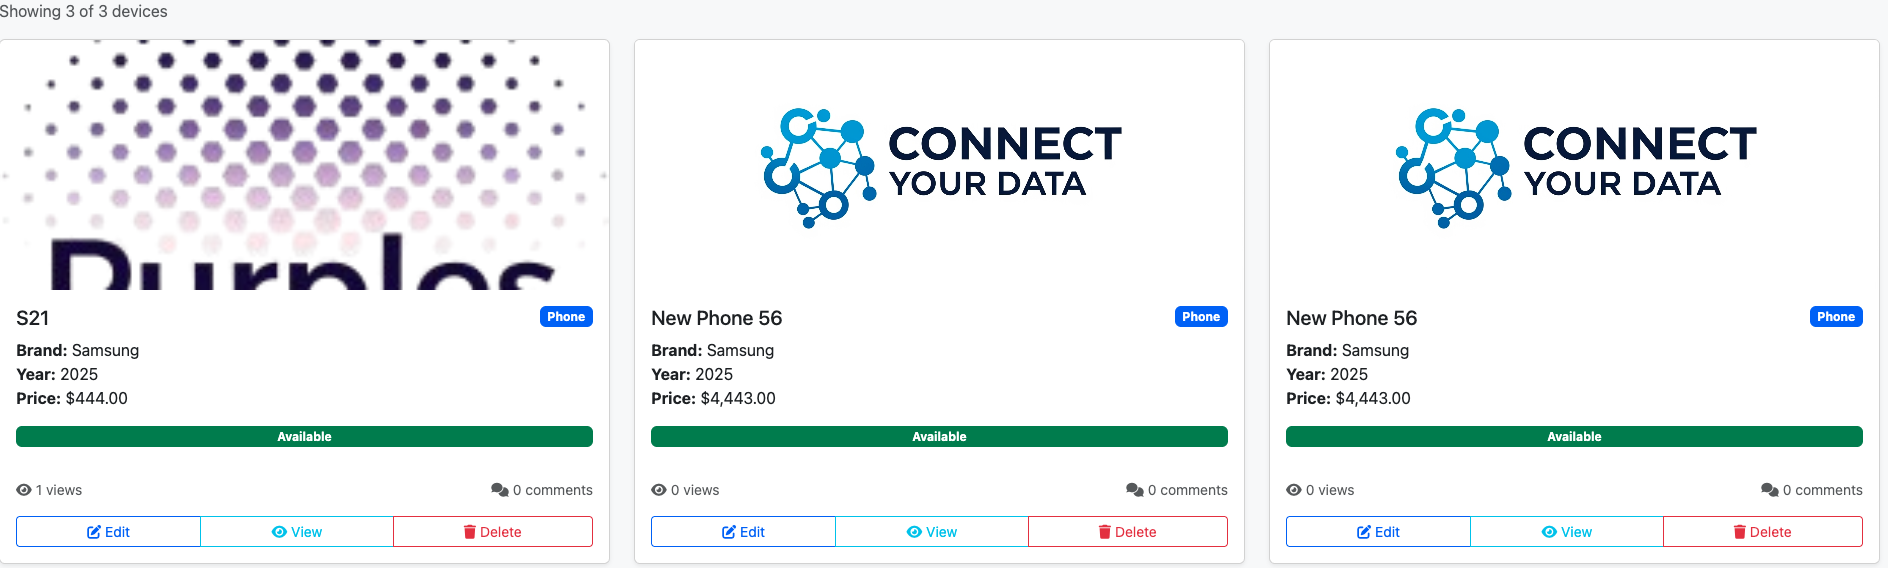 Showing 3 of 3 devices
Purples
CONNECT
YOUR DATA
CONNECT
YOUR DATA
S21
Phone
Brand: Samsung
Year: 2025
Price: $444.00
Available
1 views
0 comments
Edit
View
Delete
New Phone 56
Phone
Brand: Samsung
Year: 2025
Price: $4,443.00
Available
0 views
0 comments
Edit
View
Delete
New Phone 56
Phone
Brand: Samsung
Year: 2025
Price: $4,443.00
Available
0 views
0 comments
Edit
View
Delete